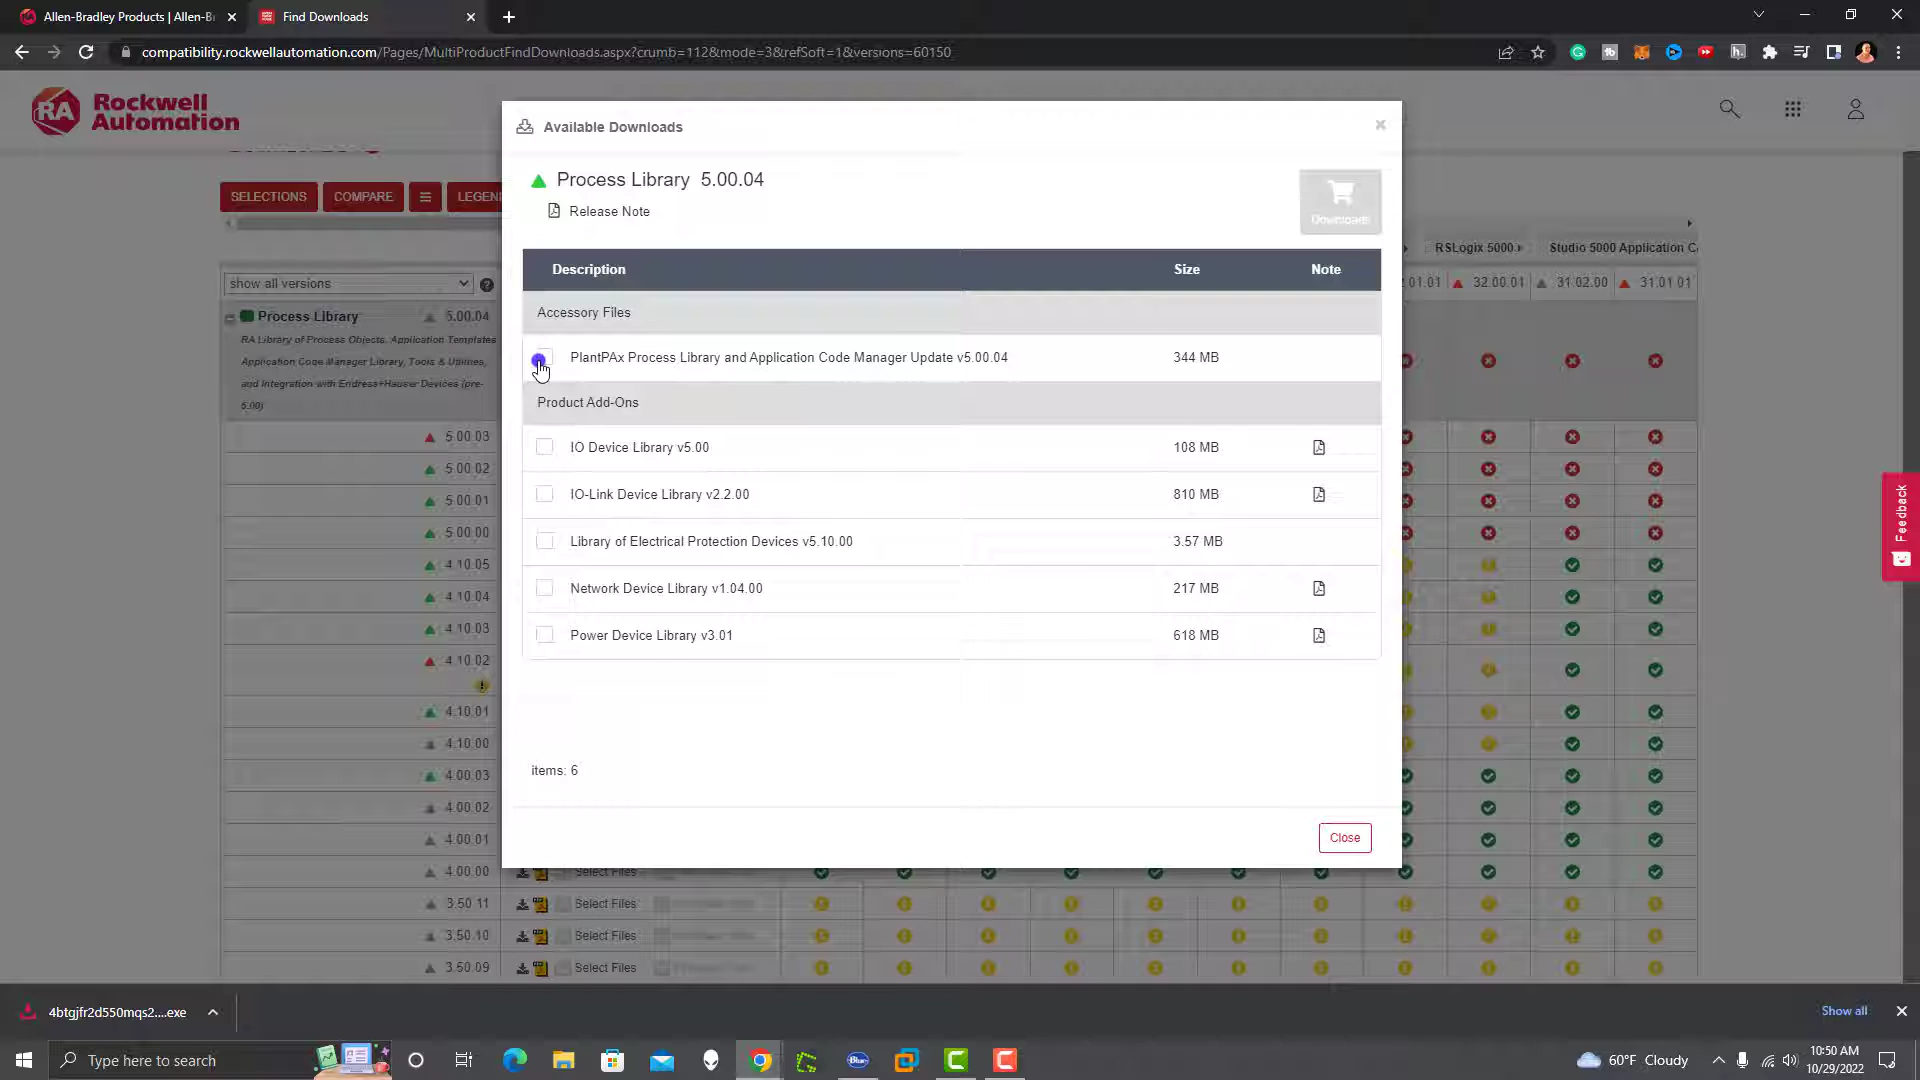 Allen-Bradley Products | Allen-B
Find Downloads
compatibility.rockwellautomation.com/Pages/MultiProductFindDownloads.aspx?crumb=112&mode=3&refSoft=1&versions=60150
RA Rockwell Automation
SELECTIONS COMPARE LEGEN
show all versions
Process Library 5.00.04
RA Library of Process Objects, Application Templates
Application Code Manager Library, Tools & Utilities,
and Integration with Endress+Hauser Devices (pre-
5.00)
5.00.03
5.00.02
5.00.01
5.00.00
4.10.05
4.10.04
4.10.03
4.10.02
4.10.01
4.10.00
4.00.03
4.00.02
4.00.01
4.00.00 Select Files
3.50.11 Select Files
3.50.10 Select Files
3.50.09 Select Files
Available Downloads
Process Library 5.00.04
Release Note
Downloads
Description Size Note
Accessory Files
PlantPAx Process Library and Application Code Manager Update v5.00.04 344 MB
Product Add-Ons
IO Device Library v5.00 108 MB
IO-Link Device Library v2.2.00 810 MB
Library of Electrical Protection Devices v5.10.00 3.57 MB
Network Device Library v1.04.00 217 MB
Power Device Library v3.01 618 MB
items: 6
Close
RSLogix 5000 Studio 5000 Application C
01.01 32.00.01 31.02.00 31.01.01
Feedback
4btgjfr2d550mqs2....exe
Show all
Type here to search
Blue
60°F Cloudy
10:50 AM
10/29/2022